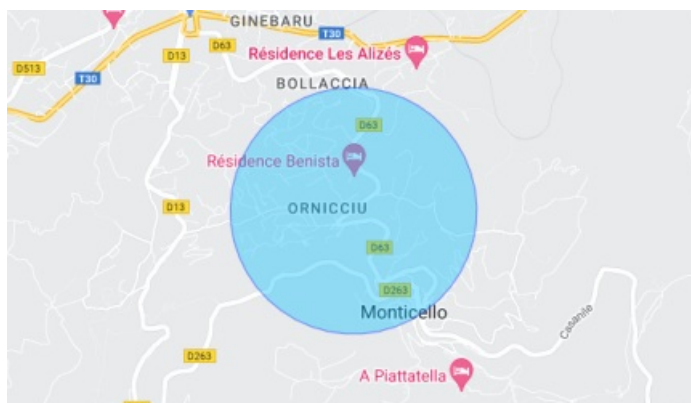 GINEBARU
D63
T30
D13
Résidence Les Alizés
D513
T30
BOLLACCIA
D63
Résidence Benista
D13
ORNICCIU
D63
D263
Monticello
Casanile
D263
A Piattatella